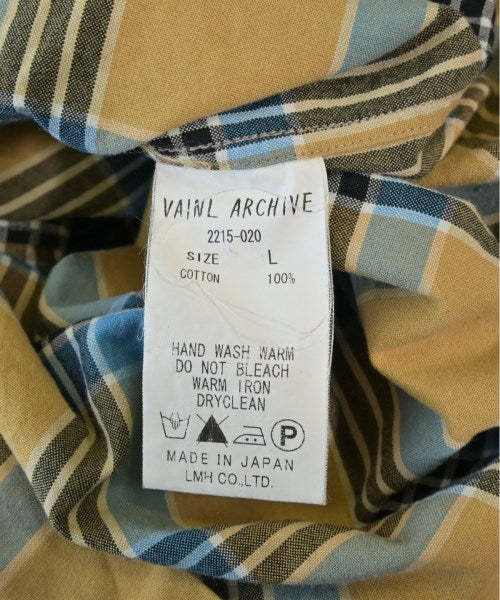 VAINL ARCHIVE
2215-020
SIZE L
COTTON 100%
HAND WASH WARM
DO NOT BLEACH
WARM IRON
DRYCLEAN
P
MADE IN JAPAN
LMH CO.,LTD.